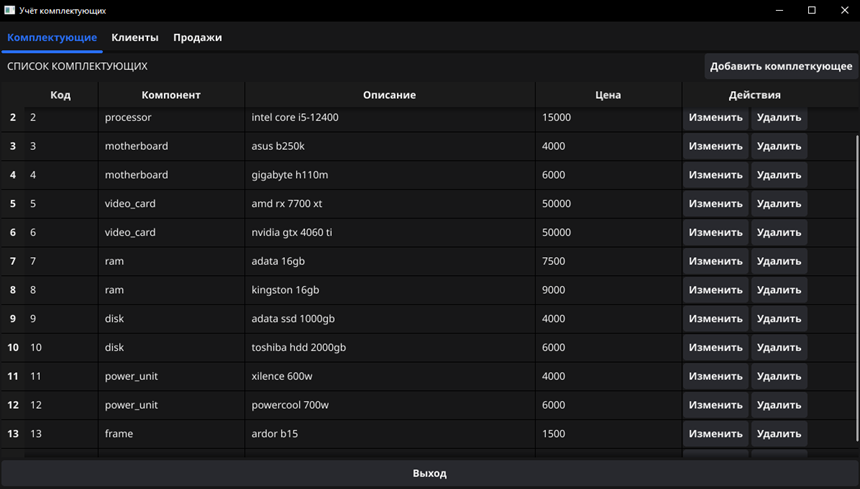 Учёт комплектующих
Комплектующие Клиенты Продажи
СПИСОК КОМПЛЕКТУЮЩИХ Добавить комплеткующее
Код Компонент Описание Цена Действия
2 2 processor intel core i5-12400 15000 Изменить Удалить
3 3 motherboard asus b250k 4000 Изменить Удалить
4 4 motherboard gigabyte h110m 6000 Изменить Удалить
5 5 video_card amd rx 7700 xt 50000 Изменить Удалить
6 6 video_card nvidia gtx 4060 ti 50000 Изменить Удалить
7 7 ram adata 16gb 7500 Изменить Удалить
8 8 ram kingston 16gb 9000 Изменить Удалить
9 9 disk adata ssd 1000gb 4000 Изменить Удалить
10 10 disk toshiba hdd 2000gb 6000 Изменить Удалить
11 11 power_unit xilence 600w 4000 Изменить Удалить
12 12 power_unit powercool 700w 6000 Изменить Удалить
13 13 frame ardor b15 1500 Изменить Удалить
Выход